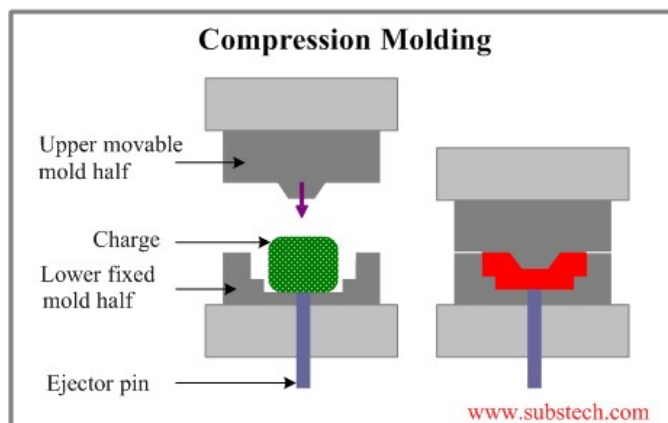 Compression Molding
Upper movable
mold half
Charge
Lower fixed
mold half
Ejector pin
www.substech.com